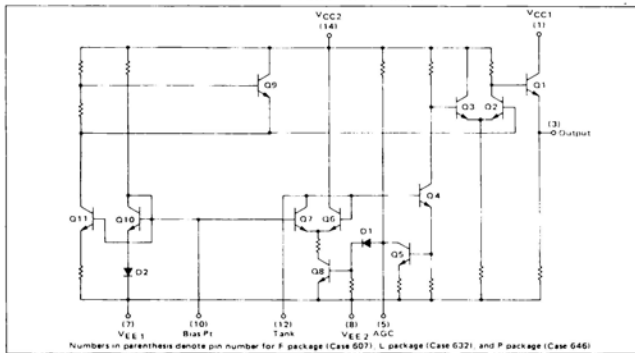 VCC2
(14)
VCC1
(1)
Q9
Q3
Q2
Q1
(3)
Output
Q4
Q11
Q10
Q7
Q6
D1
Q5
D2
Q8
(7)
VEE1
(10)
Bias Pt
(12)
Tank
(8)
VEE2
(5)
AGC
Numbers in parenthesis denote pin number for F package (Case 607), L package (Case 632), and P package (Case 646)